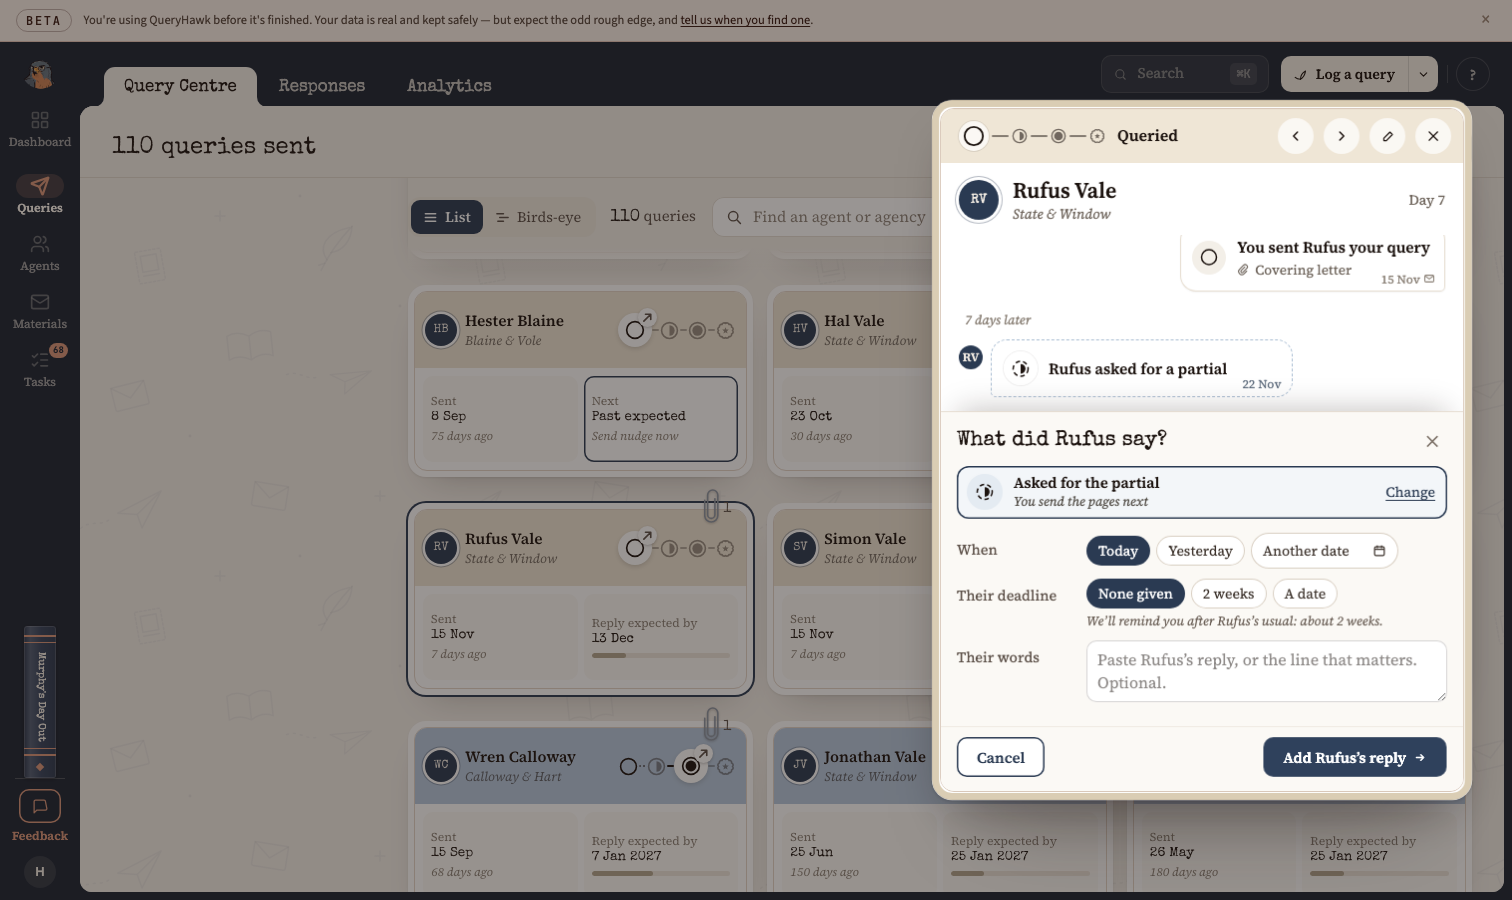 BETA
You're using QueryHawk before it's finished. Your data is real and kept safely — but expect the odd rough edge, and tell us when you find one.
Query Centre
Responses
Analytics
Search
⌘K
Log a query
?
Dashboard
Queries
Agents
Materials
68
Tasks
Murphy's Day Out
Feedback
H
110 queries sent
List
Birds-eye
110 queries
Find an agent or agency
HB
Hester Blaine
Blaine & Vole
Sent
8 Sep
75 days ago
Next
Past expected
Send nudge now
HV
Hal Vale
State & Window
Sent
23 Oct
30 days ago
1
RV
Rufus Vale
State & Window
Sent
15 Nov
7 days ago
Reply expected by
13 Dec
SV
Simon Vale
State & Window
Sent
15 Nov
7 days ago
1
WC
Wren Calloway
Calloway & Hart
Sent
15 Sep
68 days ago
Reply expected by
7 Jan 2027
JV
Jonathan Vale
State & Window
Sent
25 Jun
150 days ago
Reply expected by
25 Jan 2027
Sent
26 May
180 days ago
Reply expected by
25 Jan 2027
Queried
RV
Rufus Vale
State & Window
Day 7
You sent Rufus your query
Covering letter
15 Nov
7 days later
RV
Rufus asked for a partial
22 Nov
What did Rufus say?
Asked for the partial
You send the pages next
Change
When
Today
Yesterday
Another date
Their deadline
None given
2 weeks
A date
We'll remind you after Rufus's usual: about 2 weeks.
Their words
Paste Rufus's reply, or the line that matters.
Optional.
Cancel
Add Rufus's reply →